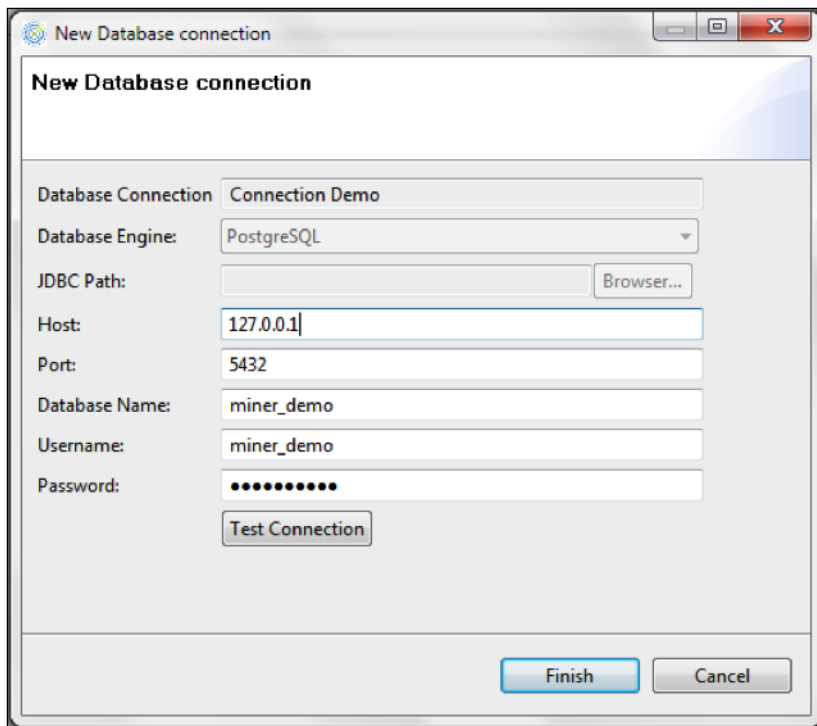 New Database connection
New Database connection
Database Connection Connection Demo
Database Engine: PostgreSQL
JDBC Path: Browser...
Host: 127.0.0.1
Port: 5432
Database Name: miner_demo
Username: miner_demo
Password: ●●●●●●●●●●
Test Connection
Finish Cancel